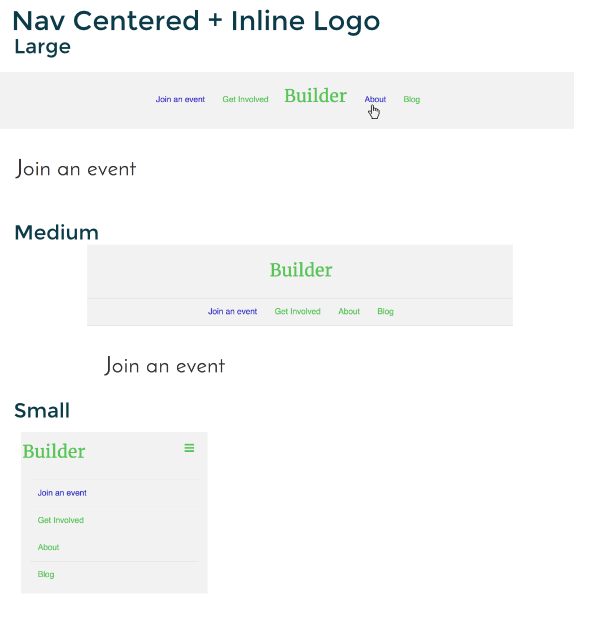 Nav Centered + Inline Logo
Large
Join an event Get Involved Builder About Blog
Join an event
Medium
Builder
Join an event Get Involved About Blog
Join an event
Small
Builder
Join an event
Get Involved
About
Blog